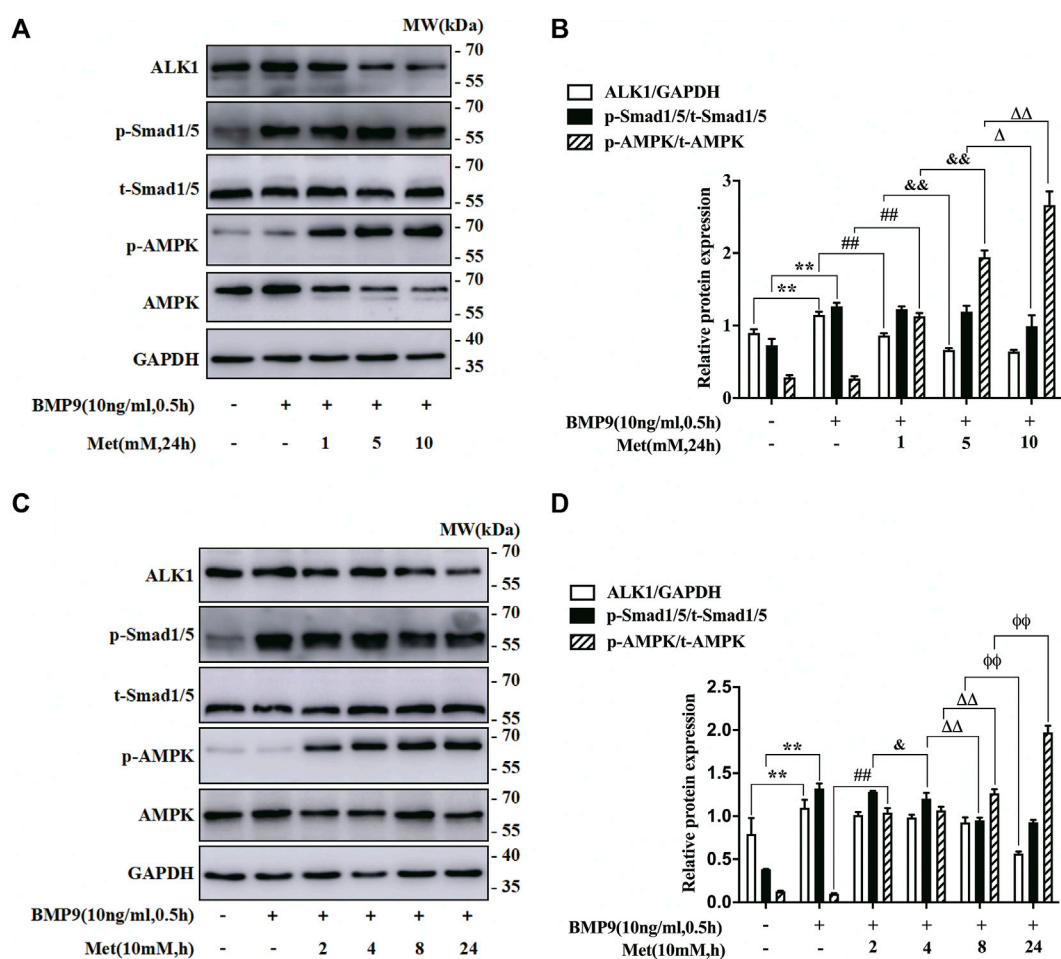 A
MW(kDa)
ALK1
- 70
- 55
p-Smad1/5
- 70
- 55
t-Smad1/5
- 70
- 55
p-AMPK
- 70
- 55
AMPK
- 70
- 55
GAPDH
- 40
- 35
BMP9(10ng/ml,0.5h) - + + + +
Met(mM,24h) - - 1 5 10
B
ALK1/GAPDH
p-Smad1/5/t-Smad1/5
p-AMPK/t-AMPK
ΔΔ
Δ
&&
&&
##
##
**
**
Relative protein expression
3
2
1
0
BMP9(10ng/ml,0.5h) - + + + +
Met(mM,24h) - - 1 5 10
C
MW(kDa)
ALK1
- 70
- 55
p-Smad1/5
- 70
- 55
t-Smad1/5
- 70
- 55
p-AMPK
- 70
- 55
AMPK
- 70
- 55
GAPDH
- 40
- 35
BMP9(10ng/ml,0.5h) - + + + + +
Met(10mM,h) - - 2 4 8 24
D
ALK1/GAPDH
p-Smad1/5/t-Smad1/5
p-AMPK/t-AMPK
ϕϕ
ϕϕ
ΔΔ
ΔΔ
&
##
**
**
Relative protein expression
2.5
2.0
1.5
1.0
0.5
0.0
BMP9(10ng/ml,0.5h) - + + + + +
Met(10mM,h) - - 2 4 8 24